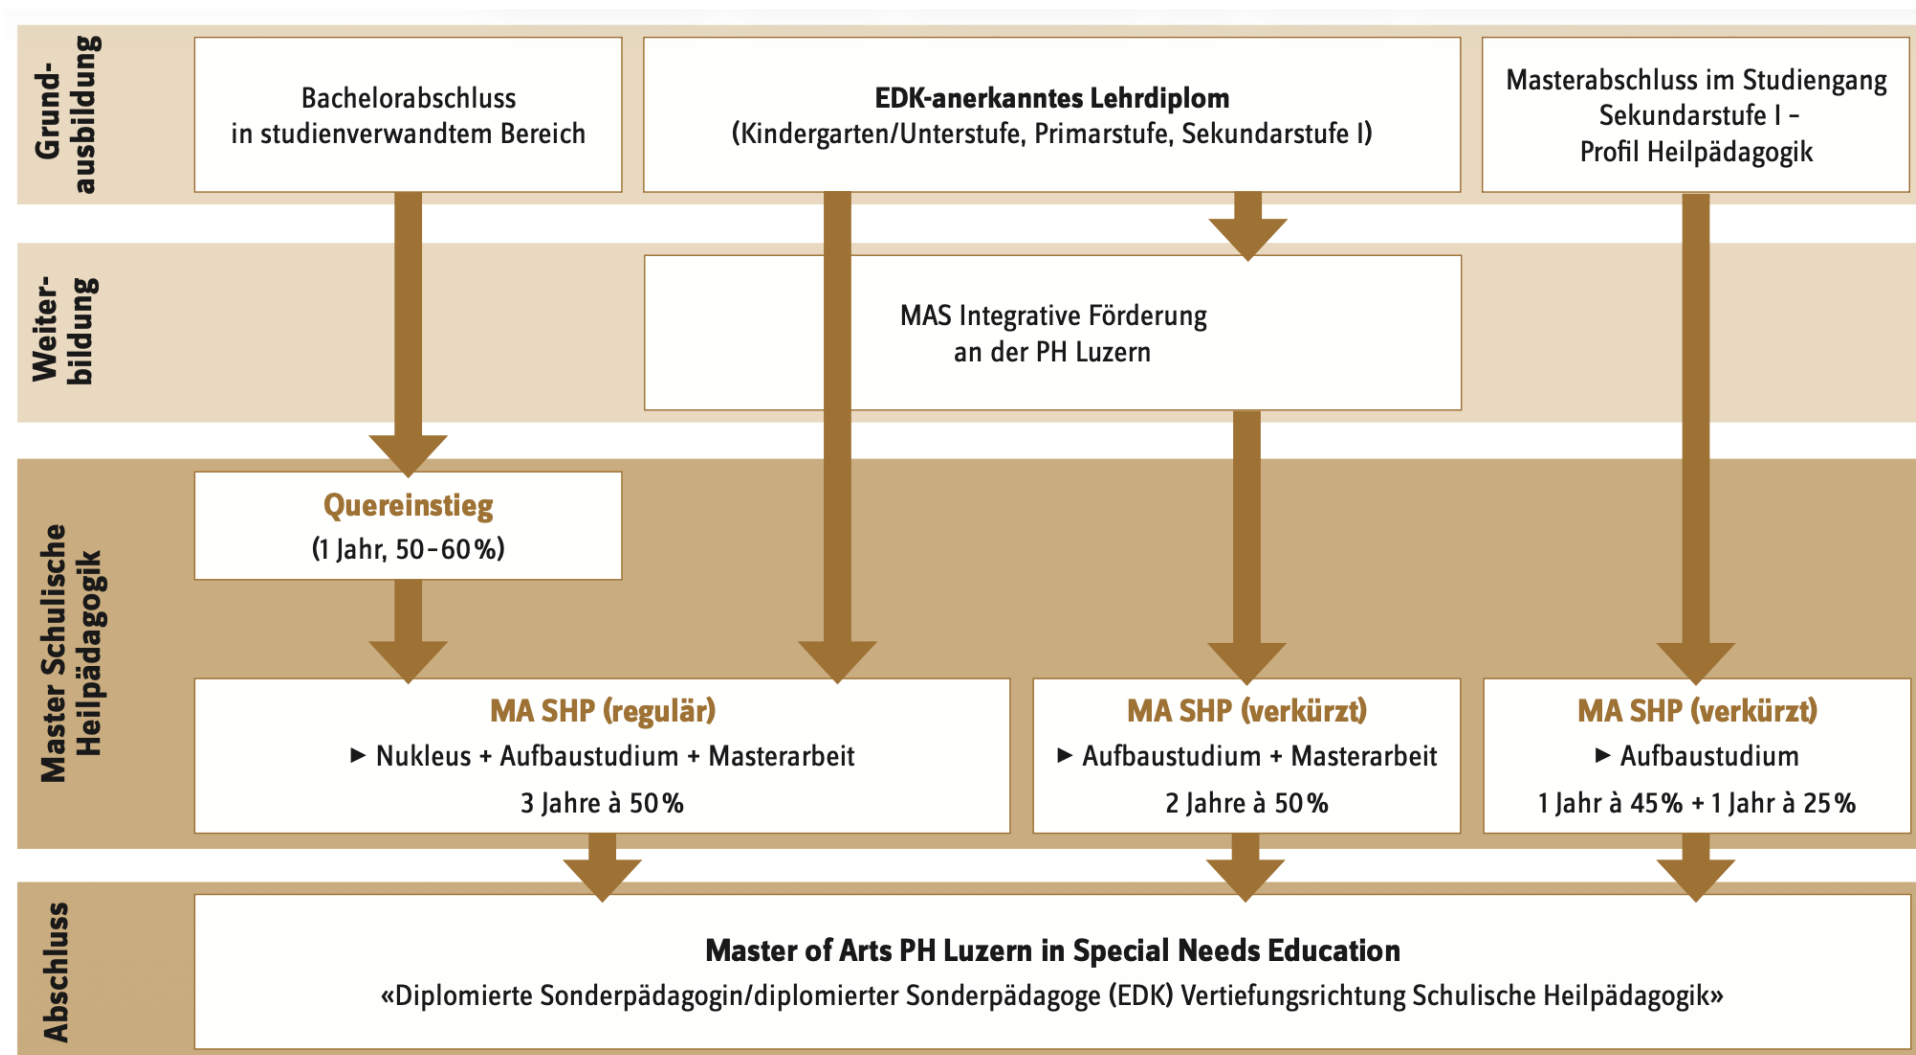 Grund-
ausbildung
Bachelorabschluss
in studienverwandtem Bereich
EDK-anerkanntes Lehrdiplom
(Kindergarten/Unterstufe, Primarstufe, Sekundarstufe I)
Masterabschluss im Studiengang
Sekundarstufe I –
Profil Heilpädagogik
Weiter-
bildung
MAS Integrative Förderung
an der PH Luzern
Master Schulische
Heilpädagogik
Quereinstieg
(1 Jahr, 50–60%)
MA SHP (regulär)
► Nukleus + Aufbaustudium + Masterarbeit
3 Jahre à 50%
MA SHP (verkürzt)
► Aufbaustudium + Masterarbeit
2 Jahre à 50%
MA SHP (verkürzt)
► Aufbaustudium
1 Jahr à 45% + 1 Jahr à 25%
Abschluss
Master of Arts PH Luzern in Special Needs Education
«Diplomierte Sonderpädagogin/diplomierter Sonderpädagoge (EDK) Vertiefungsrichtung Schulische Heilpädagogik»